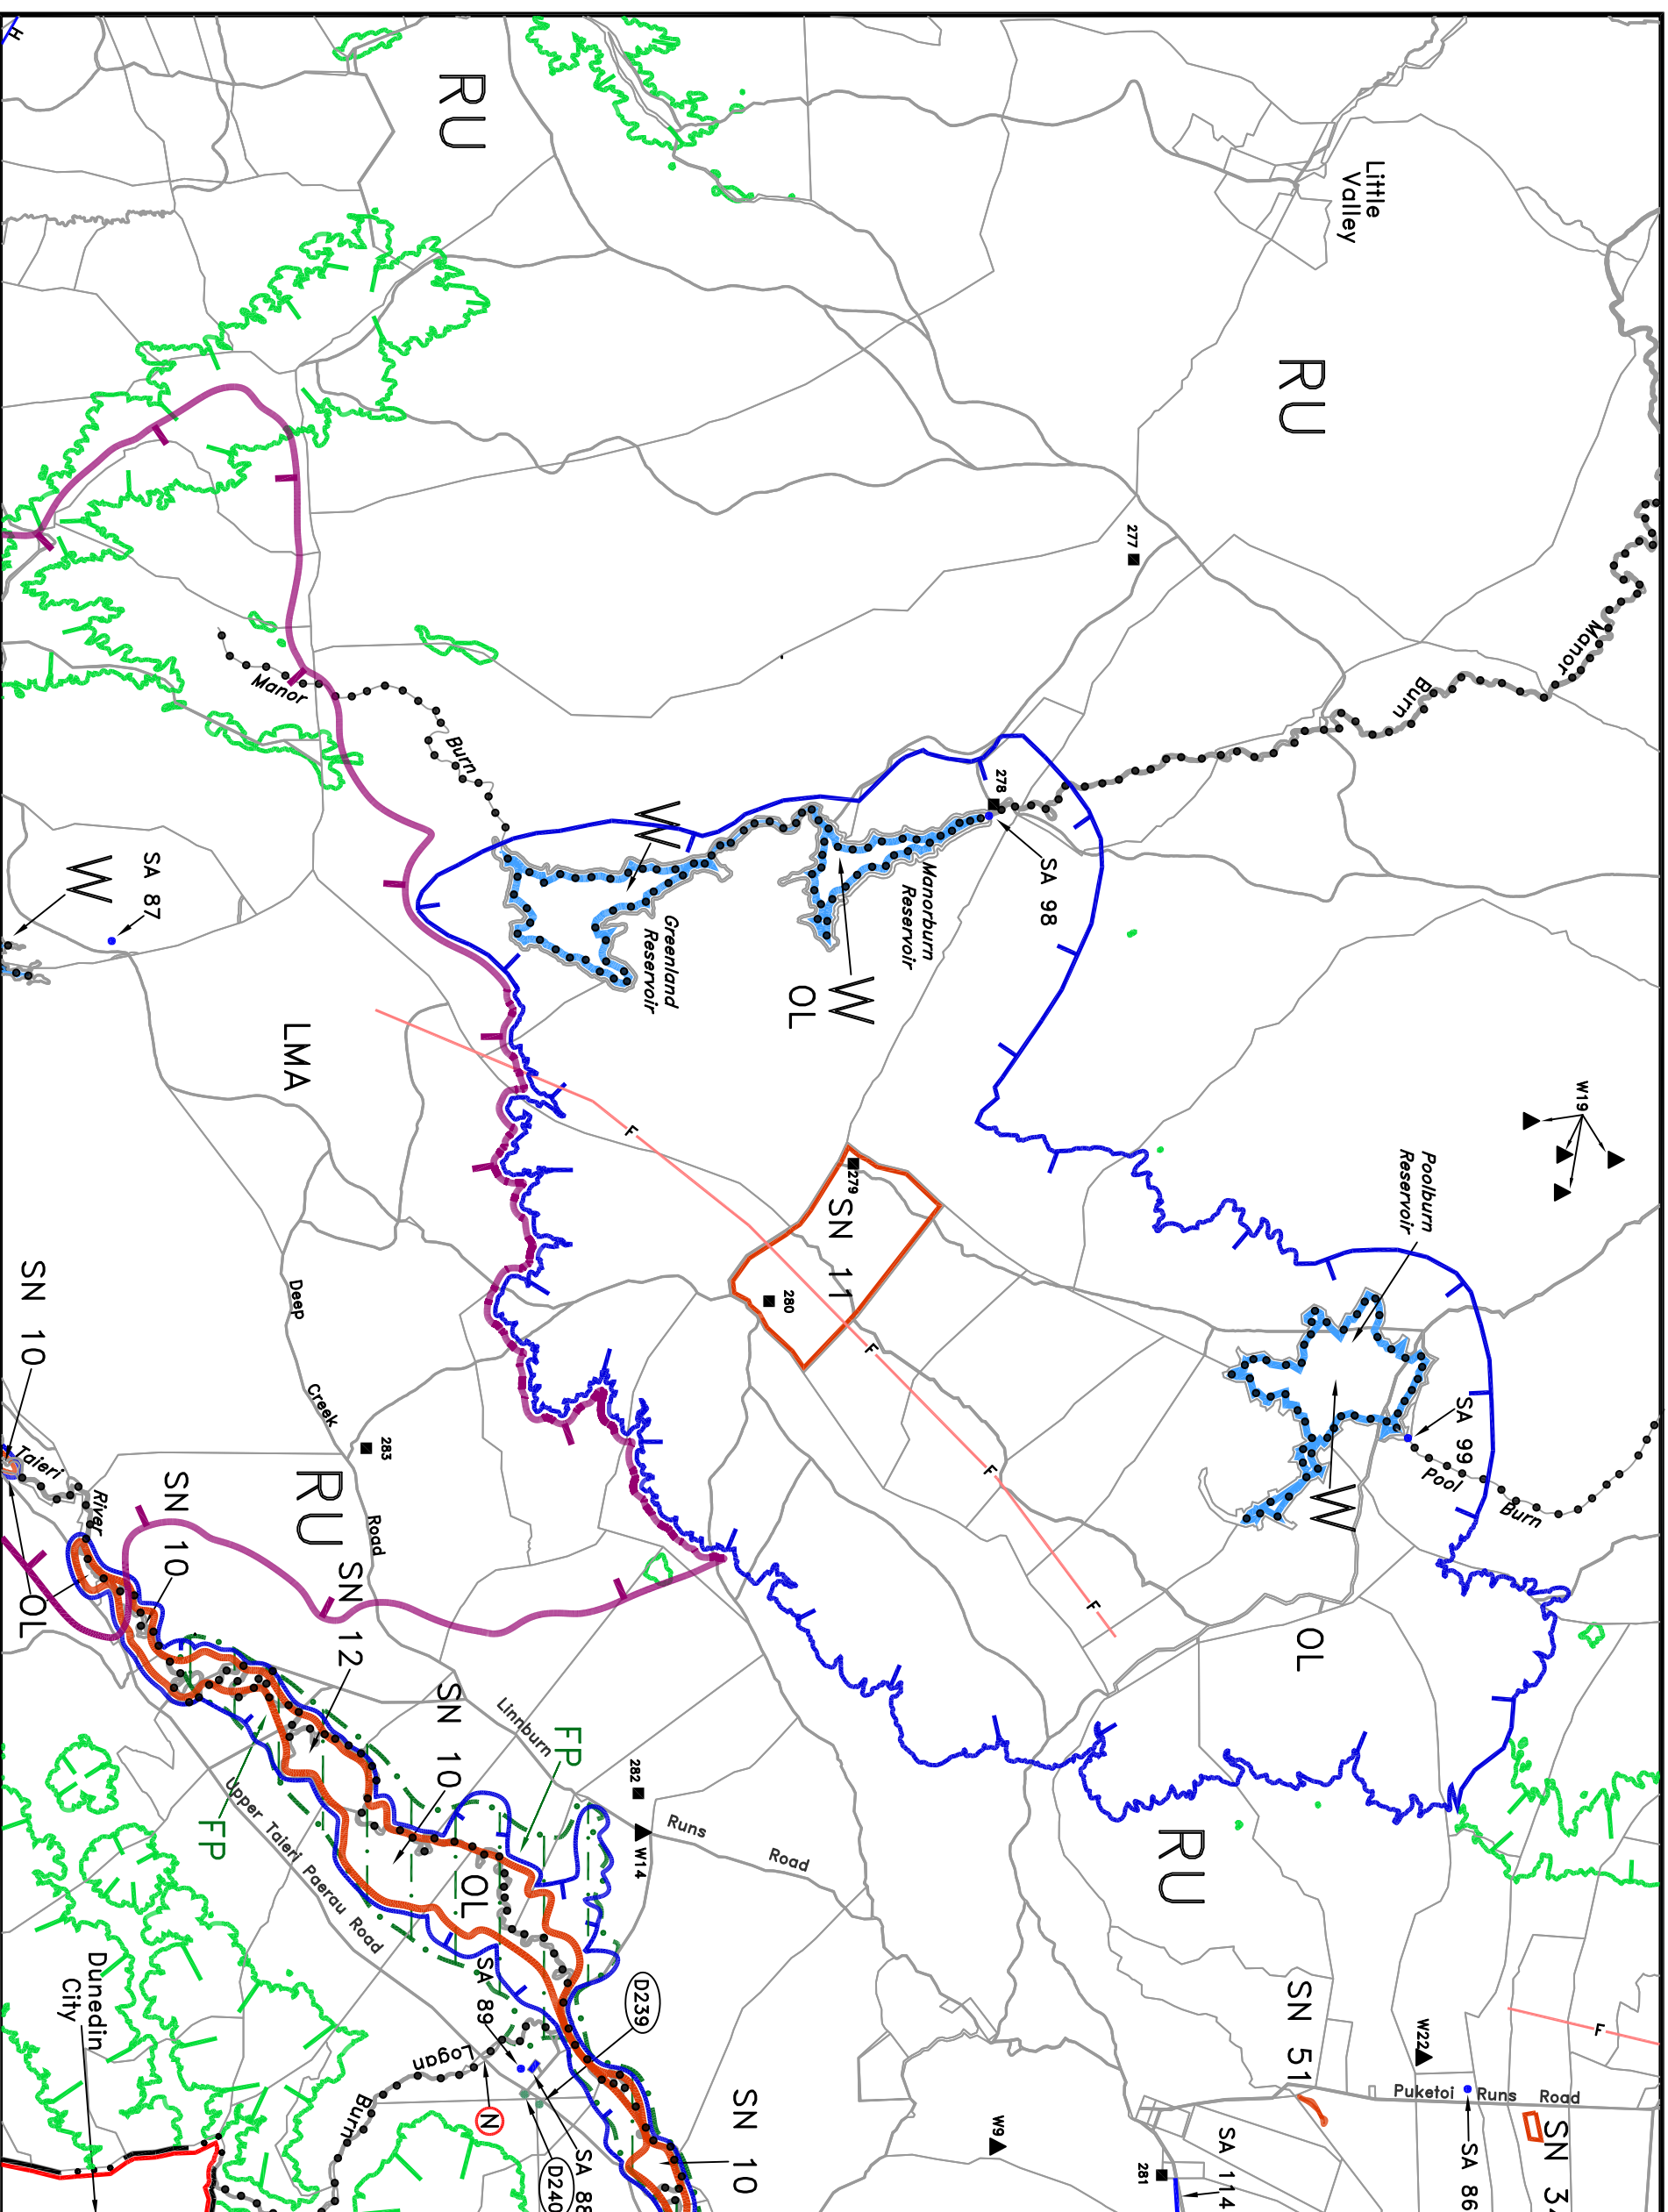 Little
Valley
RU
RU
Manor
Burn
277
278
SA 98
Manorburn
Reservoir
W
OL
Manor
Burn
W
Greenland
Reservoir
SA 87
W
LMA
F
279
SN 11
280
F
F
F
W19
Poolburn
Reservoir
SA 99
Pool
Burn
W
OL
RU
SN 10
Deep
Creek
Road
283
RU
Taieri
River
OL
SN 10
SN 12
SN 10
Linnburn
Runs
Road
FP
282
W14
FP
Upper Taieri Paerau Road
OL
SA 89
D239
Logan
Burn
N
SA 88
D240
SN 10
Dunedin
City
SN 51
F
W22
Puketoi Runs Road
SA 86
SN 3
W9
SA 114
281
H